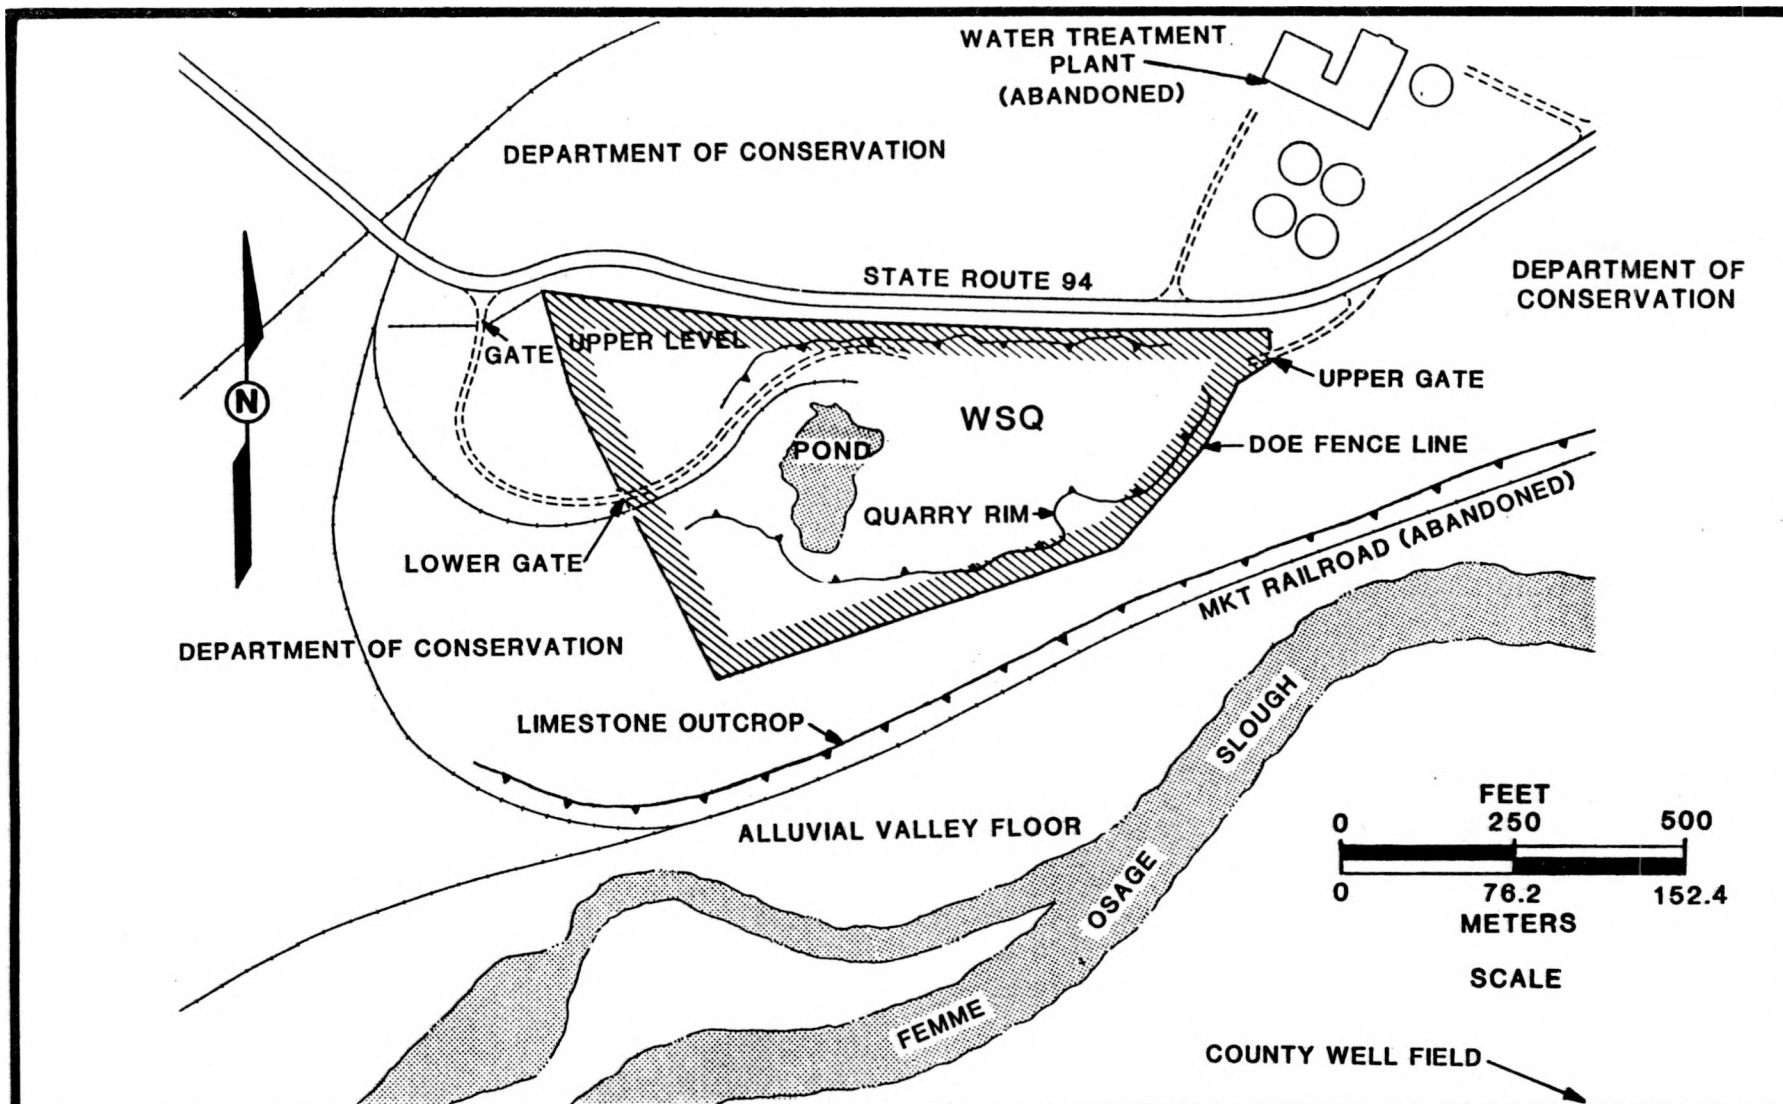 WATER TREATMENT
PLANT
(ABANDONED)
DEPARTMENT OF CONSERVATION
STATE ROUTE 94
DEPARTMENT OF
CONSERVATION
GATE
UPPER LEVEL
UPPER GATE
N
WSQ
POND
DOE FENCE LINE
QUARRY RIM
LOWER GATE
MKT RAILROAD (ABANDONED)
DEPARTMENT OF CONSERVATION
LIMESTONE OUTCROP
SLOUGH
FEET
0 250 500
ALLUVIAL VALLEY FLOOR
OSAGE
0 76.2 152.4
METERS
SCALE
FEMME
COUNTY WELL FIELD